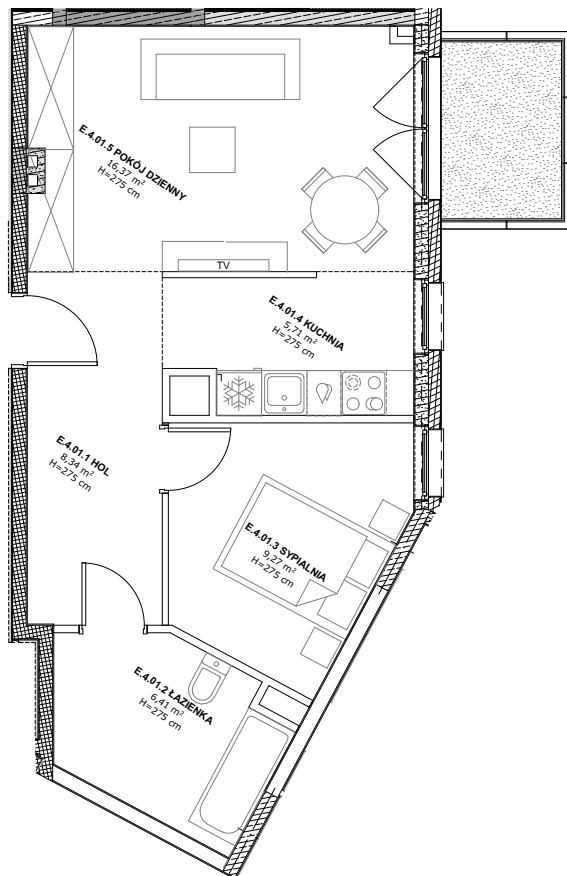 E.4.01.5 POKÓJ DZIENNY
16,37 m²
H=275 cm
TV
E.4.01.4 KUCHNIA
5,71 m²
H=275 cm
E.4.01.1 HOL
8,34 m²
H=275 cm
E.4.01.3 SYPIALNIA
9,27 m²
H=275 cm
E.4.01.2 ŁAZIENKA
6,41 m²
H=275 cm